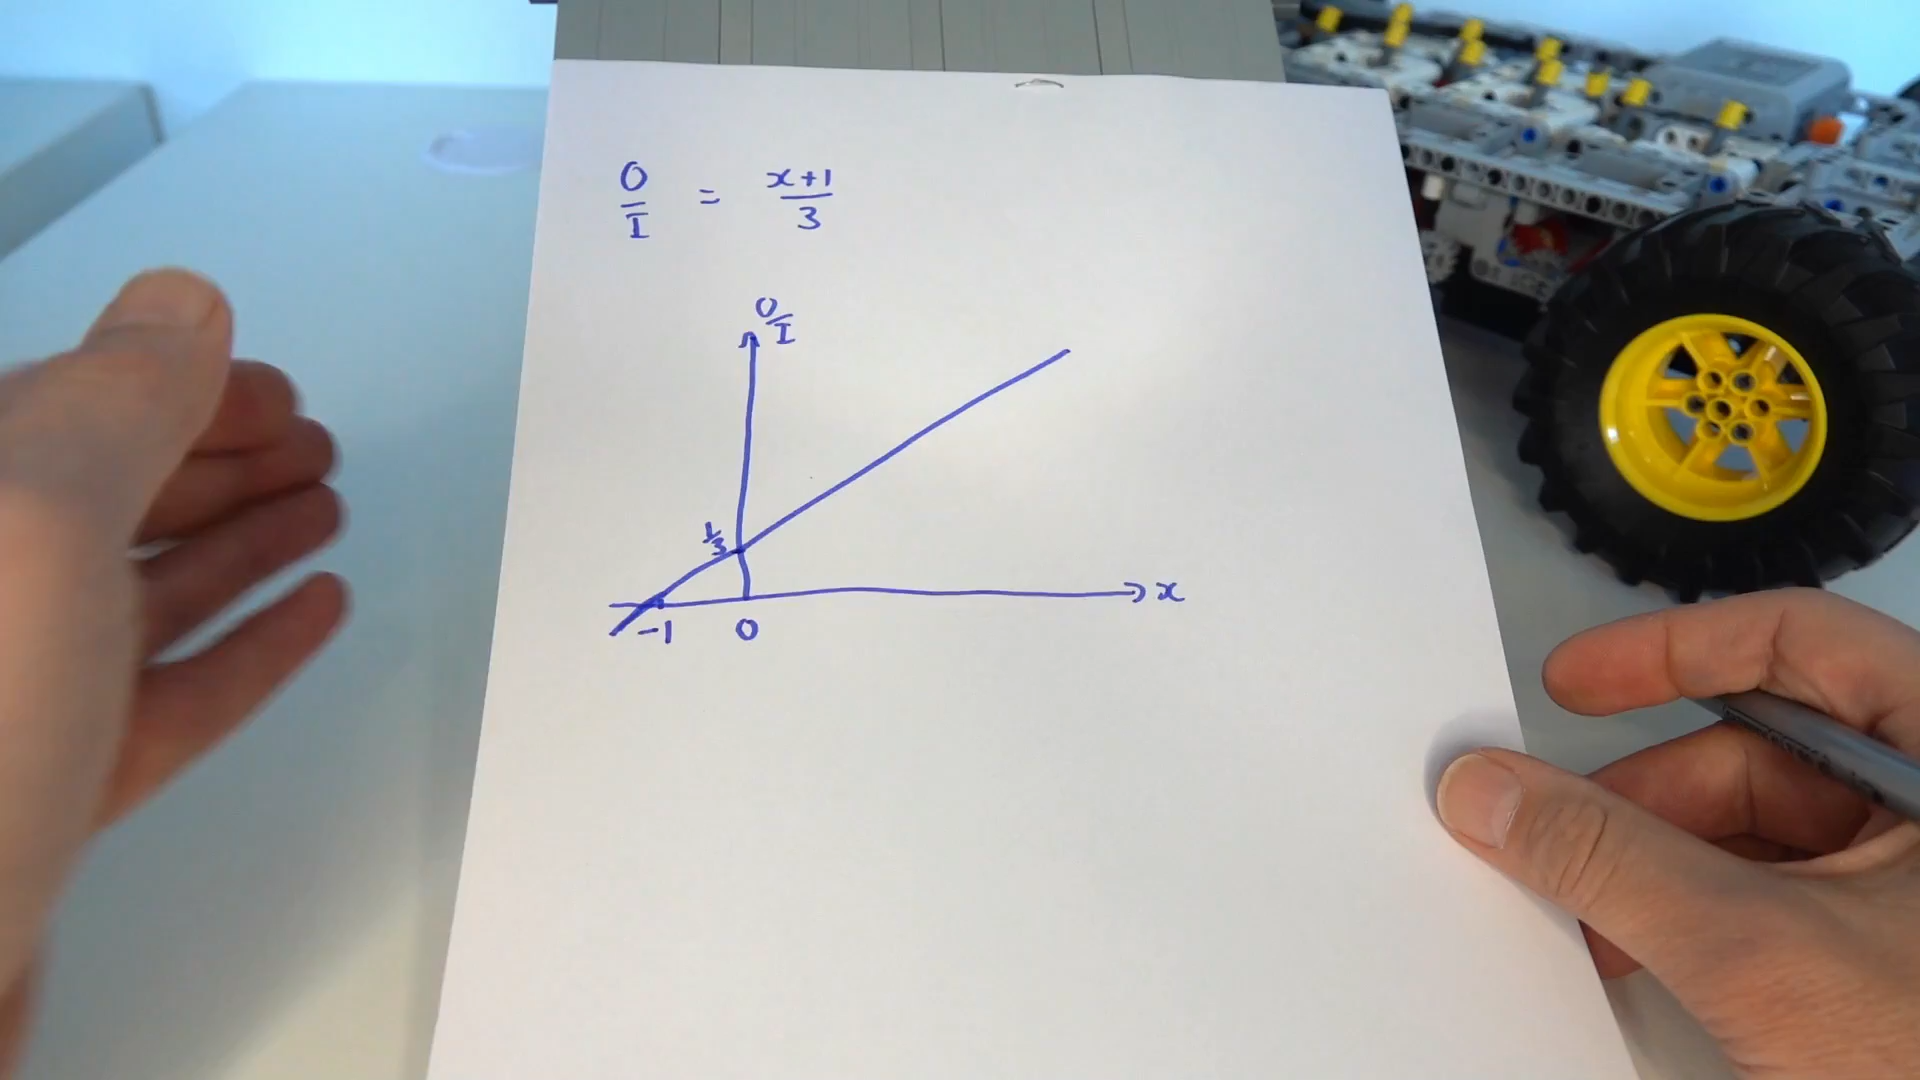 O/I = x+1/3
O/I
1/3
x
-1 0